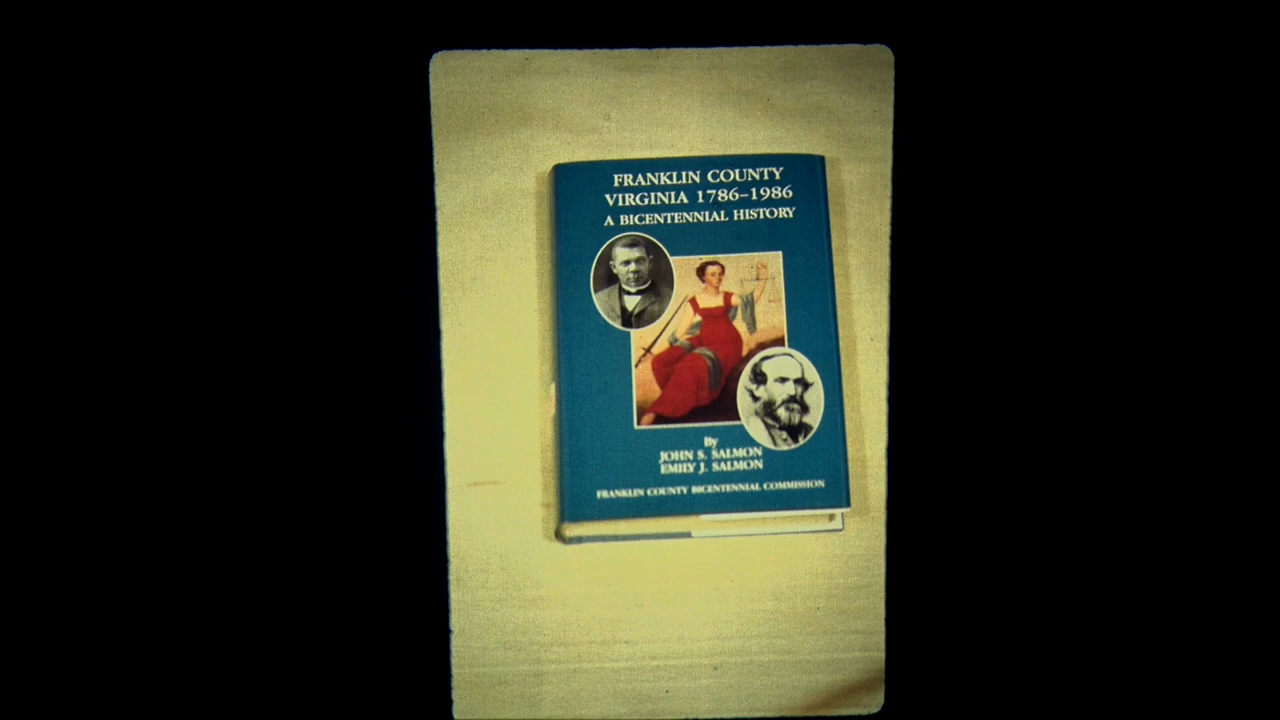 FRANKLIN COUNTY
VIRGINIA 1786–1986
A BICENTENNIAL HISTORY
By
JOHN S. SALMON
EMILY J. SALMON
FRANKLIN COUNTY BICENTENNIAL COMMISSION